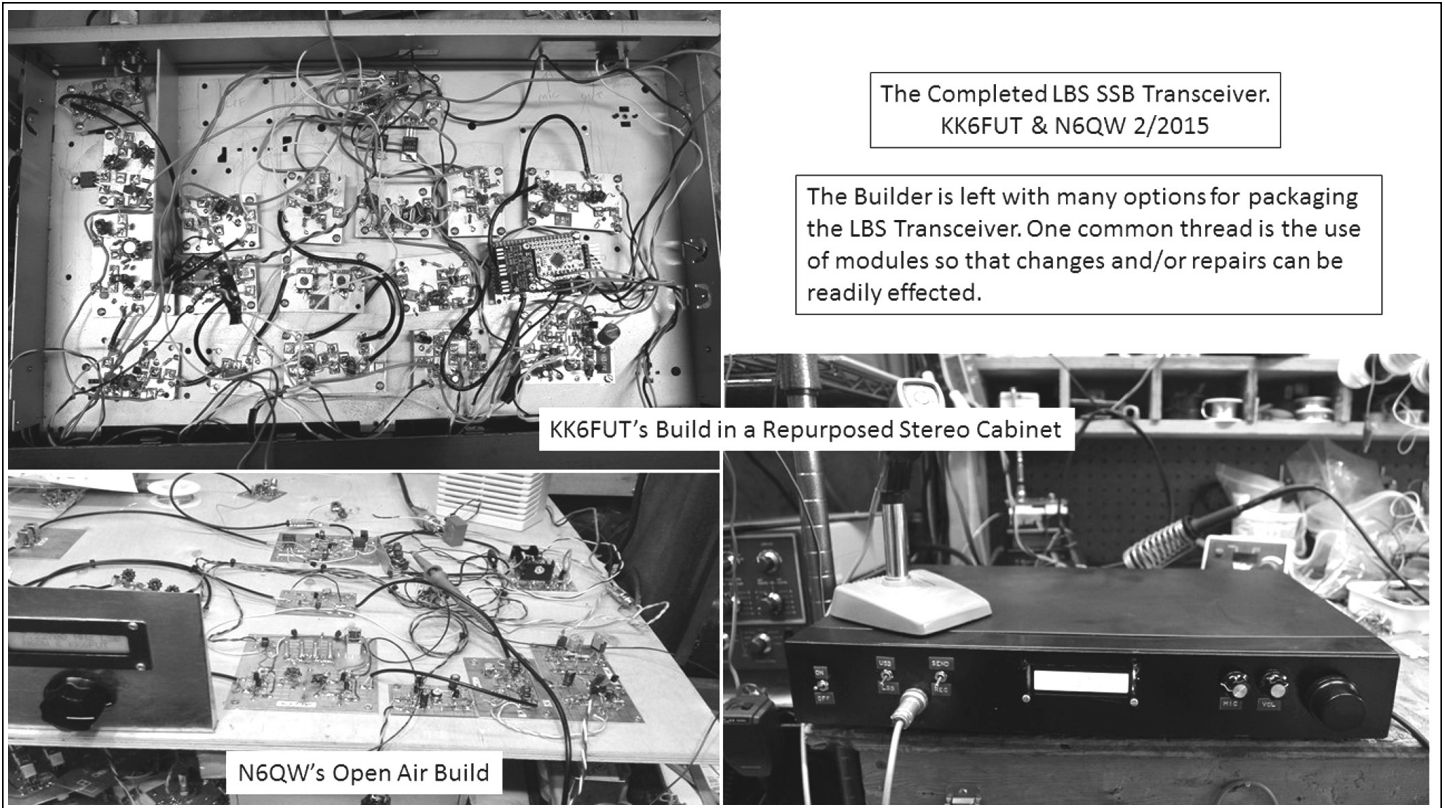 The Completed LBS SSB Transceiver.
KK6FUT & N6QW 2/2015
The Builder is left with many options for packaging
the LBS Transceiver. One common thread is the use
of modules so that changes and/or repairs can be
readily effected.
KK6FUT's Build in a Repurposed Stereo Cabinet
ON
OFF
USB
LSB
SEND
REC
MIC
VOL
N6QW's Open Air Build